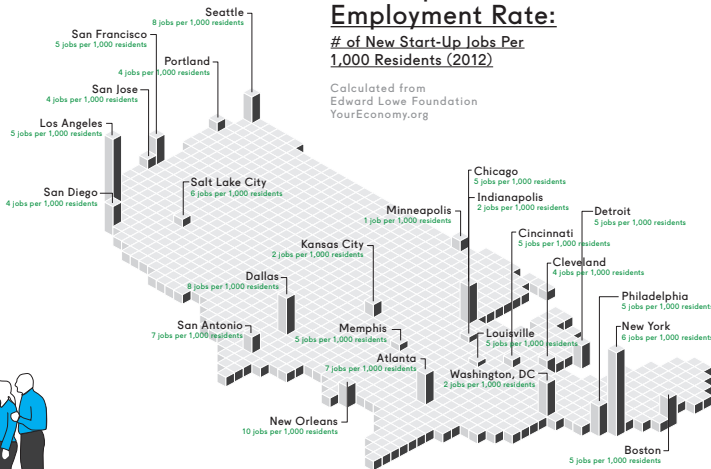 Employment Rate:
# of New Start-Up Jobs Per
1,000 Residents (2012)
Calculated from
Edward Lowe Foundation
YourEconomy.org
Seattle
8 jobs per 1,000 residents
San Francisco
5 jobs per 1,000 residents
Portland
4 jobs per 1,000 residents
San Jose
4 jobs per 1,000 residents
Los Angeles
5 jobs per 1,000 residents
San Diego
4 jobs per 1,000 residents
Salt Lake City
6 jobs per 1,000 residents
Chicago
5 jobs per 1,000 residents
Indianapolis
2 jobs per 1,000 residents
Minneapolis
1 jobs per 1,000 residents
Detroit
5 jobs per 1,000 residents
Cincinnati
5 jobs per 1,000 residents
Kansas City
2 jobs per 1,000 residents
Cleveland
4 jobs per 1,000 residents
Dallas
8 jobs per 1,000 residents
Philadelphia
5 jobs per 1,000 residents
San Antonio
7 jobs per 1,000 residents
Memphis
5 jobs per 1,000 residents
Louisville
5 jobs per 1,000 residents
New York
6 jobs per 1,000 residents
Atlanta
7 jobs per 1,000 residents
Washington, DC
2 jobs per 1,000 residents
New Orleans
10 jobs per 1,000 residents
Boston
5 jobs per 1,000 residents